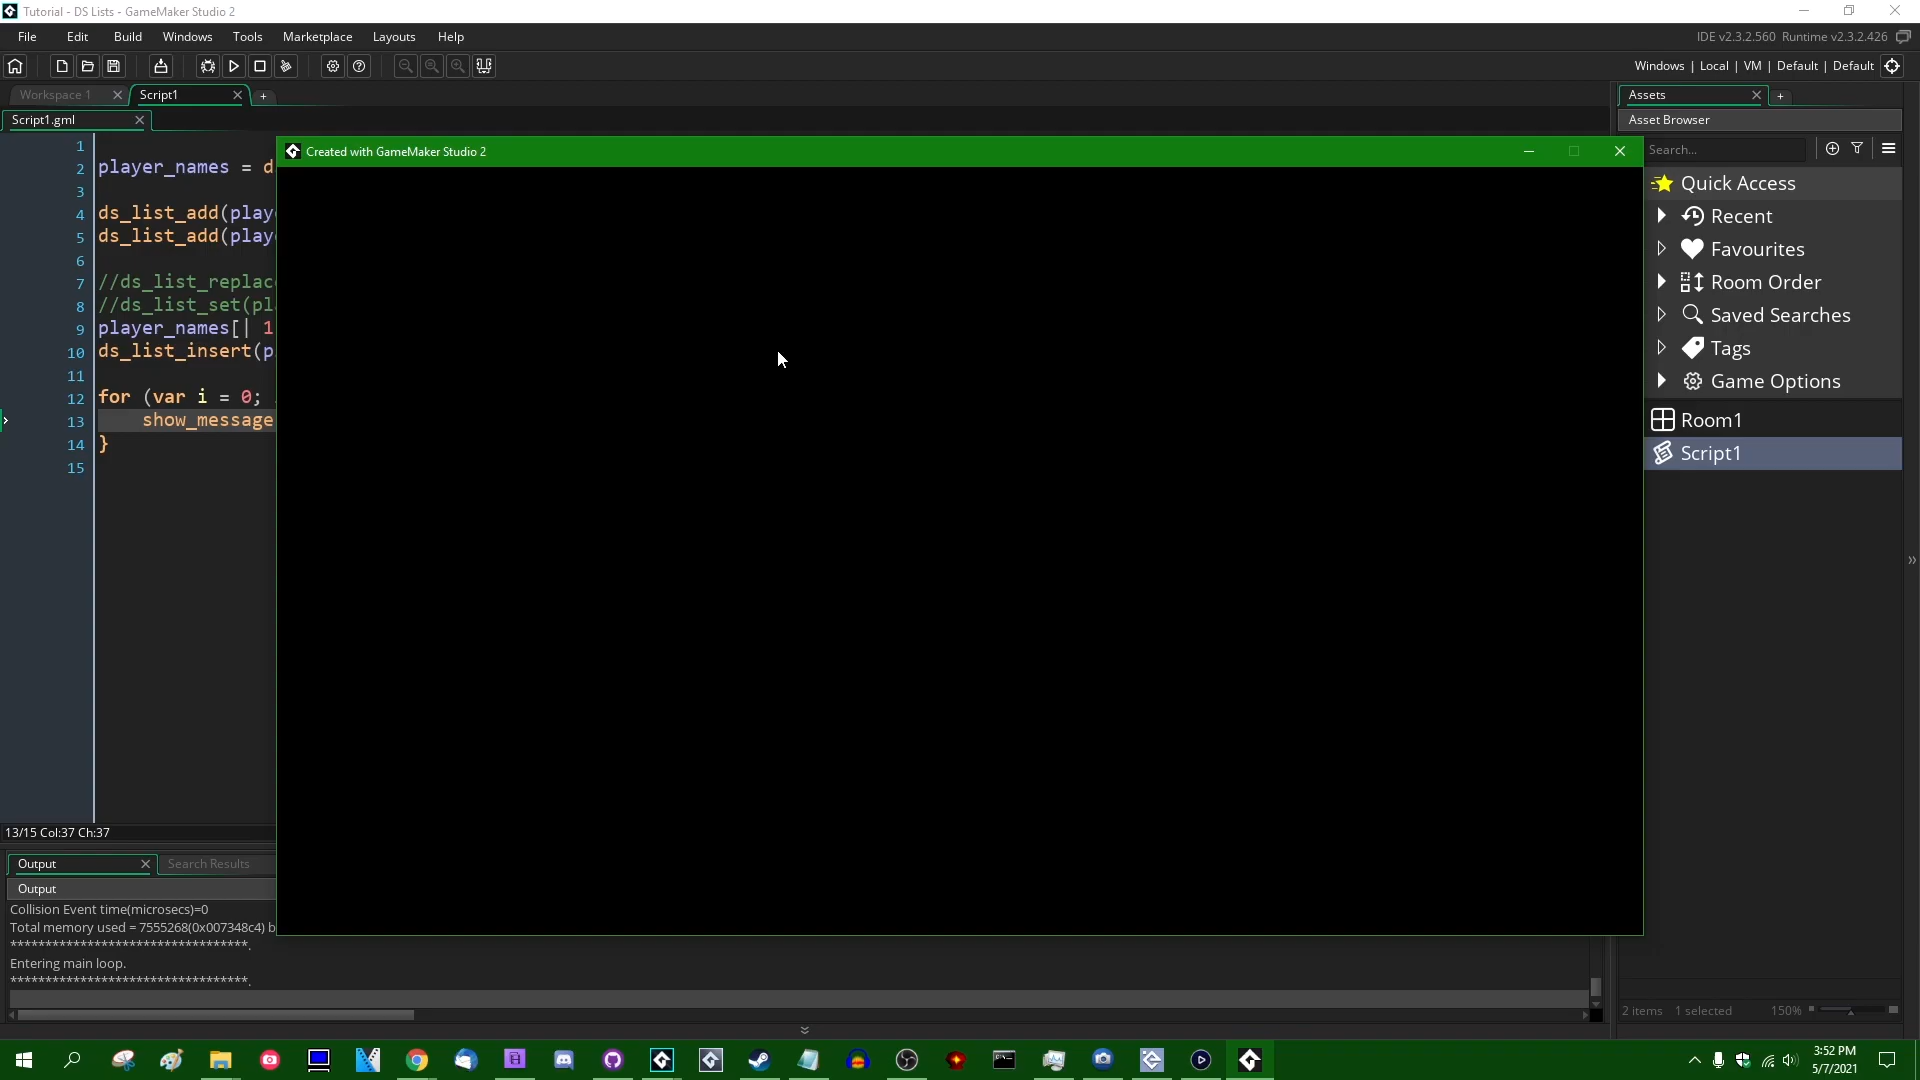 Tutorial - DS Lists - GameMaker Studio 2
File Edit Build Windows Tools Marketplace Layouts Help
IDE v2.3.2.560 Runtime v2.3.2.426
Windows | Local | VM | Default | Default
Workspace 1
Script1
Assets
Script1.gml
Asset Browser
1
Created with GameMaker Studio 2
Search...
2 player_names = d
Quick Access
3
4 ds_list_add(play
Recent
5 ds_list_add(play
Favourites
6
7 //ds_list_replac
Room Order
8 //ds_list_set(pl
Saved Searches
9 player_names[| 1
10 ds_list_insert(p
Tags
11
Game Options
12 for (var i = 0;
13 show_message
Room1
14 }
Script1
15
13/15 Col:37 Ch:37
Output
Search Results
Output
Collision Event time(microsecs)=0
Total memory used = 7555268(0x007348c4) b
**********************************.
Entering main loop.
**********************************.
2 items 1 selected 150%
3:52 PM
5/7/2021